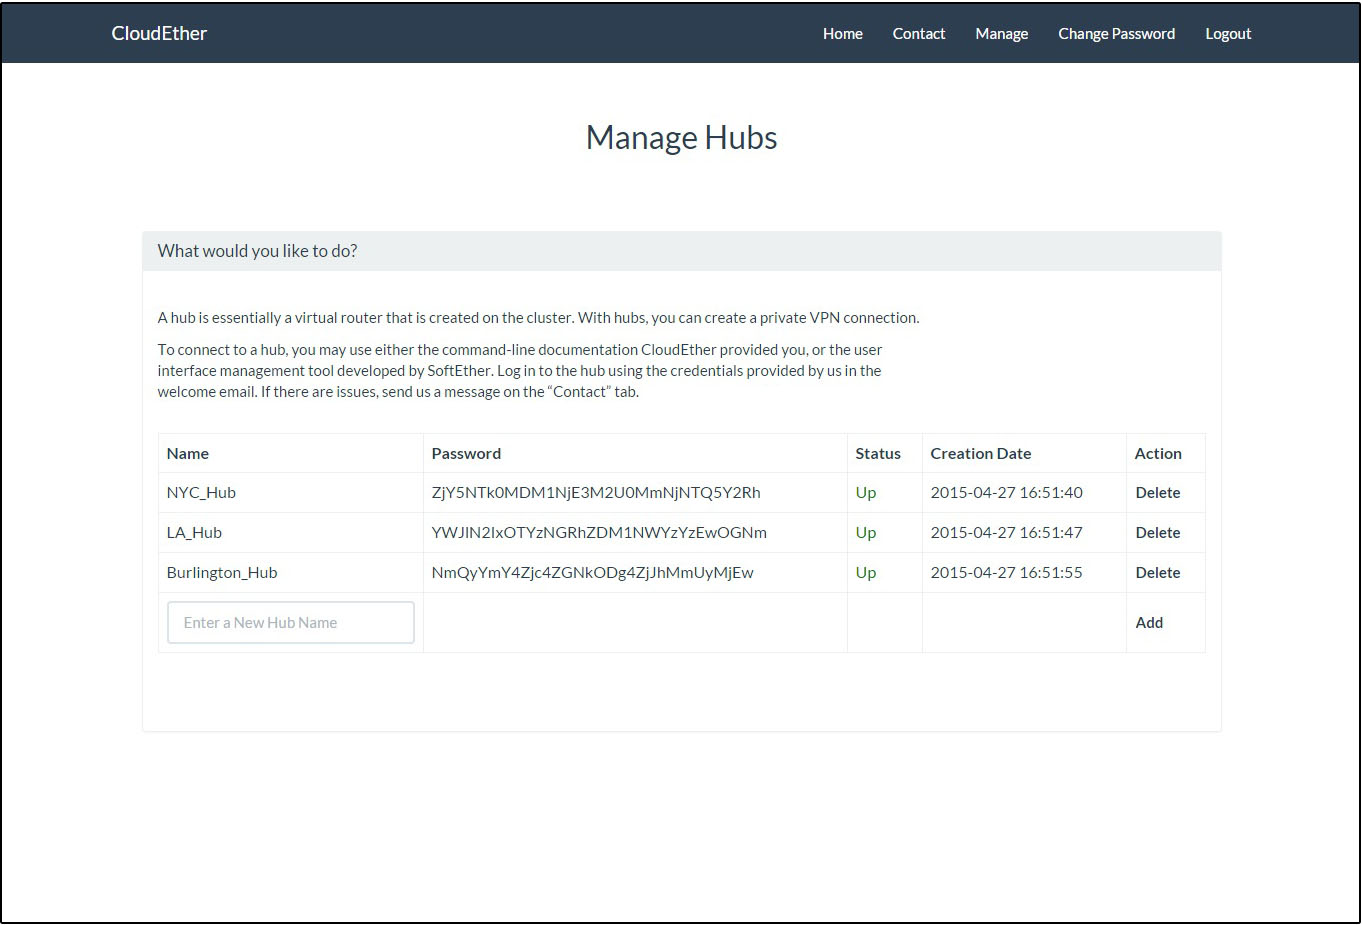 CloudEther Home Contact Manage Change Password Logout
Manage Hubs
What would you like to do?
A hub is essentially a virtual router that is created on the cluster. With hubs, you can create a private VPN connection.
To connect to a hub, you may use either the command-line documentation CloudEther provided you, or the user
interface management tool developed by SoftEther. Log in to the hub using the credentials provided by us in the
welcome email. If there are issues, send us a message on the “Contact” tab.
Name Password Status Creation Date Action
NYC_Hub ZjY5NTk0MDM1NjE3M2U0MmNjNTQ5Y2Rh Up 2015-04-27 16:51:40 Delete
LA_Hub YWJlN2IxOTYzNGRhZDM1NWYzYzEwOGNm Up 2015-04-27 16:51:47 Delete
Burlington_Hub NmQyYmY4Zjc4ZGNkODg4ZjJhMmUyMjEw Up 2015-04-27 16:51:55 Delete
Enter a New Hub Name Add